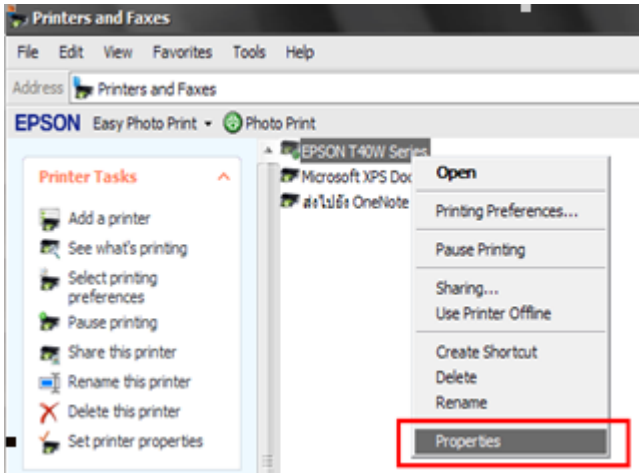 Printers and Faxes
File Edit View Favorites Tools Help
Address Printers and Faxes
EPSON Easy Photo Print Photo Print
Printer Tasks
Add a printer
See what's printing
Select printing
preferences
Pause printing
Share this printer
Rename this printer
Delete this printer
Set printer properties
EPSON T40W Series
Microsoft XPS Doc
ส่งไปยัง OneNote
Open
Printing Preferences...
Pause Printing
Sharing...
Use Printer Offline
Create Shortcut
Delete
Rename
Properties